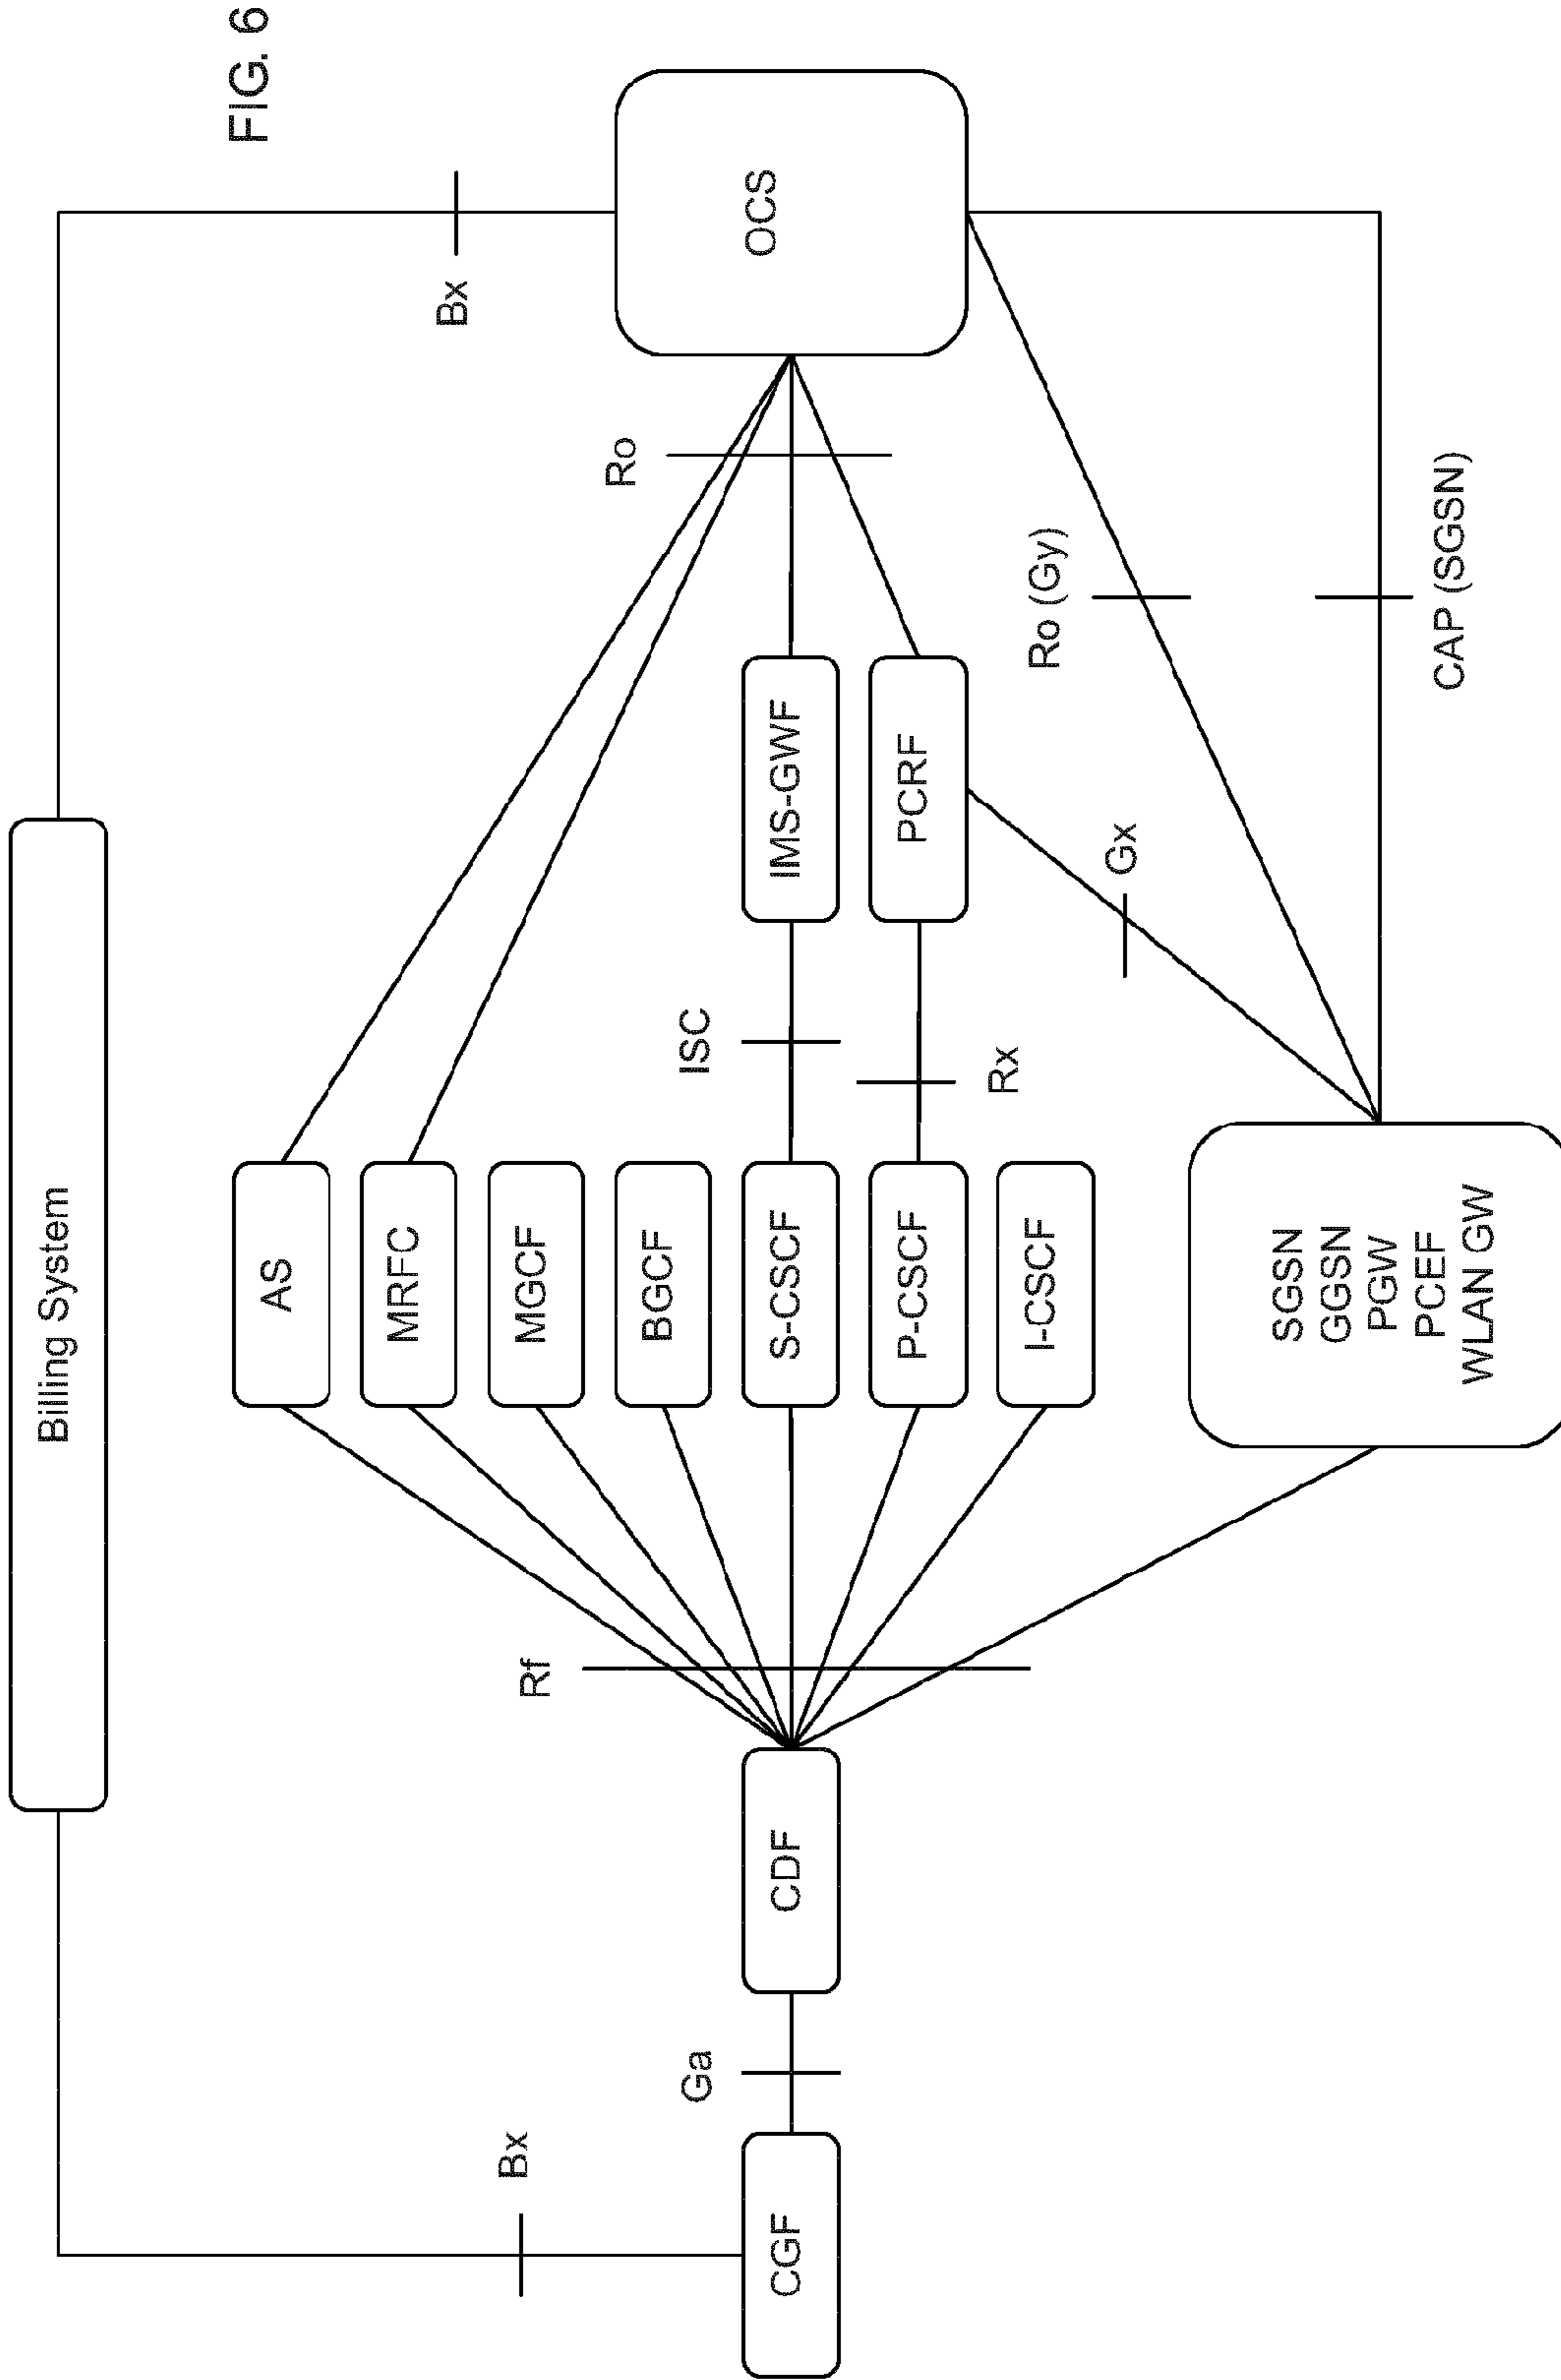 FIG. 6
Billing System
Bx
Bx
AS
MRFC
MGCF
BGCF
S-CSCF
P-CSCF
I-CSCF
Rf
Ro
ISC
Ga
CGF
CDF
IMS-GWF
PCRF
OCS
Rx
Gx
Ro (Gy)
CAP (SGSN)
SGSN
GGSN
PGW
PCEF
WLAN GW